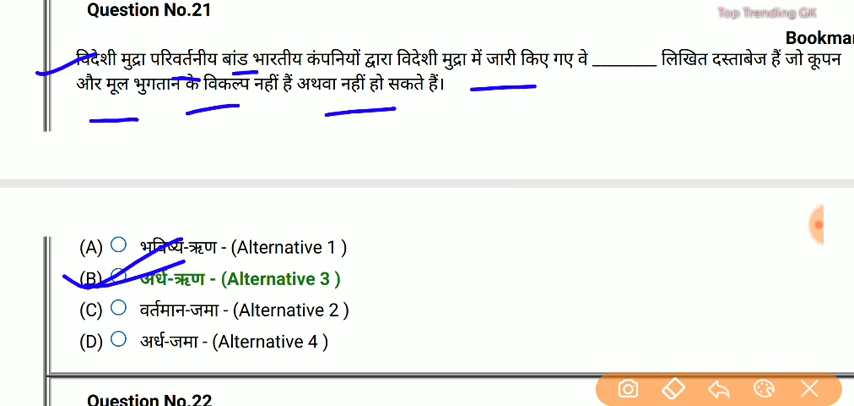 Question No.21
Top Trending GK
Bookma
विदेशी मुद्रा परिवर्तनीय बांड भारतीय कंपनियों द्वारा विदेशी मुद्रा में जारी किए गए वे ________ लिखित दस्ताबेज हैं जो कूपन
और मूल भुगतान के विकल्प नहीं हैं अथवा नहीं हो सकते हैं।
(A) भविष्य-ऋण - (Alternative 1 )
(B) अर्ध-ऋण - (Alternative 3 )
(C) वर्तमान-जमा - (Alternative 2 )
(D) अर्ध-जमा - (Alternative 4 )
Question No.22